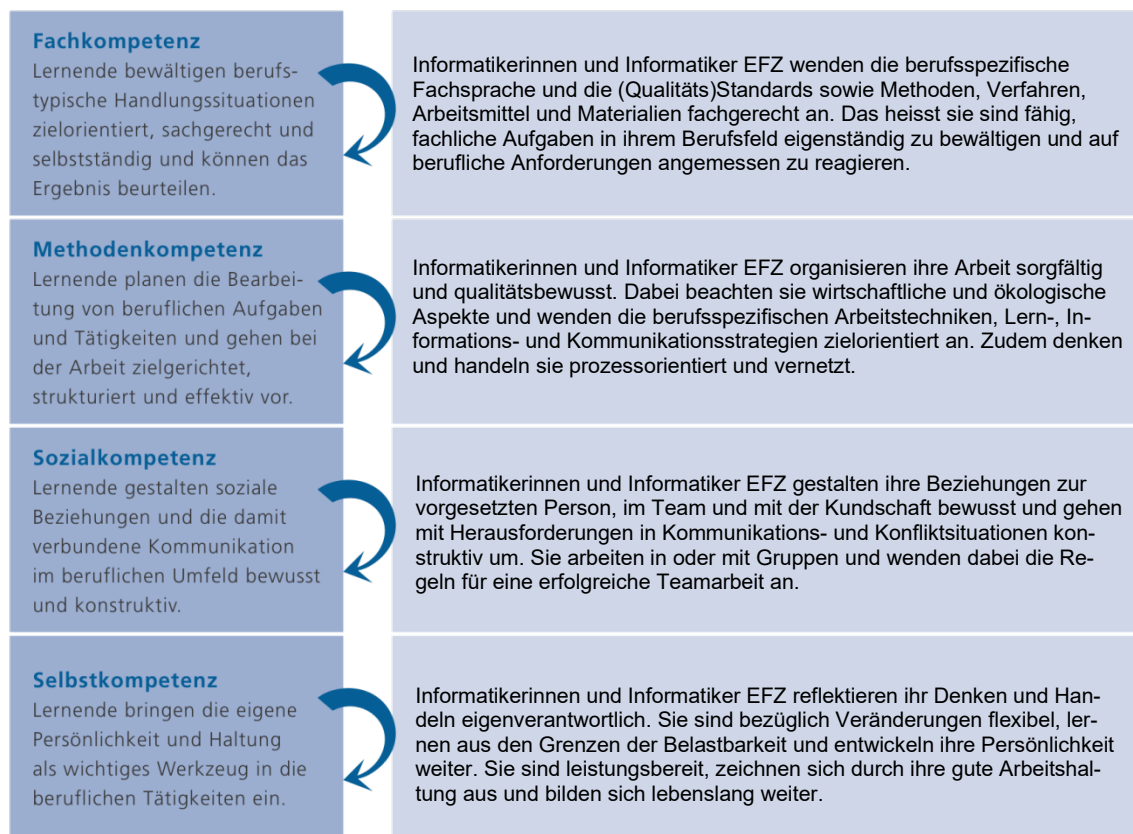 Fachkompetenz
Lernende bewältigen berufs-
typische Handlungssituationen
zielorientiert, sachgerecht und
selbstständig und können das
Ergebnis beurteilen.
Informatikerinnen und Informatiker EFZ wenden die berufsspezifische
Fachsprache und die (Qualitäts)Standards sowie Methoden, Verfahren,
Arbeitsmittel und Materialien fachgerecht an. Das heisst sie sind fähig,
fachliche Aufgaben in ihrem Berufsfeld eigenständig zu bewältigen und auf
berufliche Anforderungen angemessen zu reagieren.
Methodenkompetenz
Lernende planen die Bearbei-
tung von beruflichen Aufgaben
und Tätigkeiten und gehen bei
der Arbeit zielgerichtet,
strukturiert und effektiv vor.
Informatikerinnen und Informatiker EFZ organisieren ihre Arbeit sorgfältig
und qualitätsbewusst. Dabei beachten sie wirtschaftliche und ökologische
Aspekte und wenden die berufsspezifischen Arbeitstechniken, Lern-, In-
formations- und Kommunikationsstrategien zielorientiert an. Zudem denken
und handeln sie prozessorientiert und vernetzt.
Sozialkompetenz
Lernende gestalten soziale
Beziehungen und die damit
verbundene Kommunikation
im beruflichen Umfeld bewusst
und konstruktiv.
Informatikerinnen und Informatiker EFZ gestalten ihre Beziehungen zur
vorgesetzten Person, im Team und mit der Kundschaft bewusst und gehen
mit Herausforderungen in Kommunikations- und Konfliktsituationen kon-
struktiv um. Sie arbeiten in oder mit Gruppen und wenden dabei die Re-
geln für eine erfolgreiche Teamarbeit an.
Selbstkompetenz
Lernende bringen die eigene
Persönlichkeit und Haltung
als wichtiges Werkzeug in die
beruflichen Tätigkeiten ein.
Informatikerinnen und Informatiker EFZ reflektieren ihr Denken und Han-
deln eigenverantwortlich. Sie sind bezüglich Veränderungen flexibel, ler-
nen aus den Grenzen der Belastbarkeit und entwickeln ihre Persönlichkeit
weiter. Sie sind leistungsbereit, zeichnen sich durch ihre gute Arbeitshal-
tung aus und bilden sich lebenslang weiter.